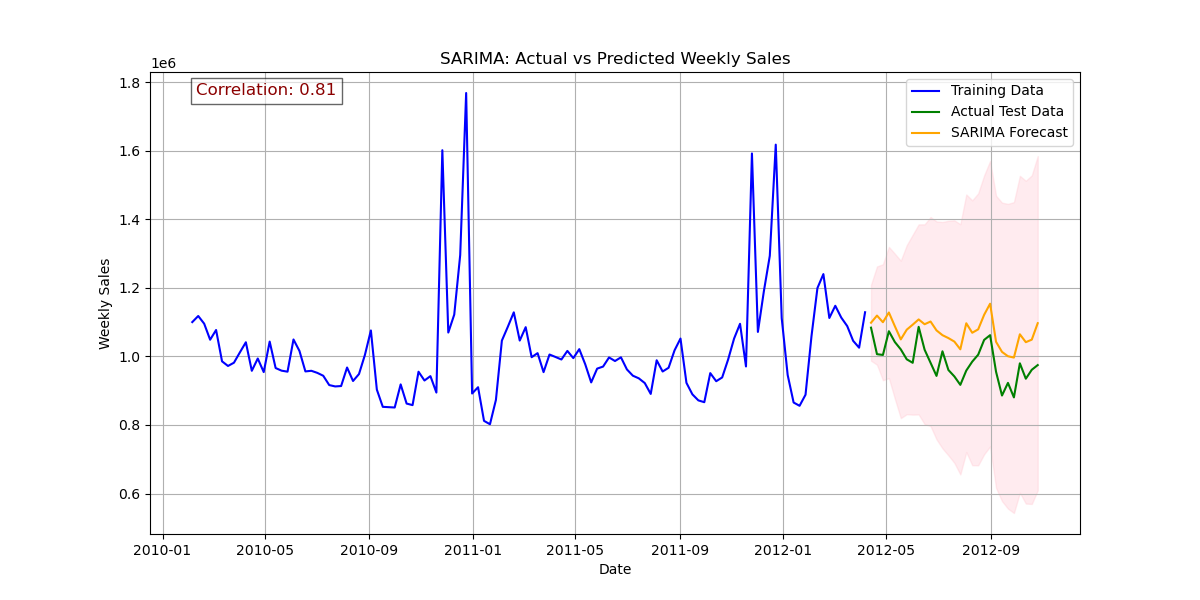 SARIMA: Actual vs Predicted Weekly Sales
1e6
Correlation: 0.81
Training Data
Actual Test Data
SARIMA Forecast
1.8
1.6
1.4
1.2
1.0
0.8
0.6
Weekly Sales
2010-01
2010-05
2010-09
2011-01
2011-05
2011-09
2012-01
2012-05
2012-09
Date